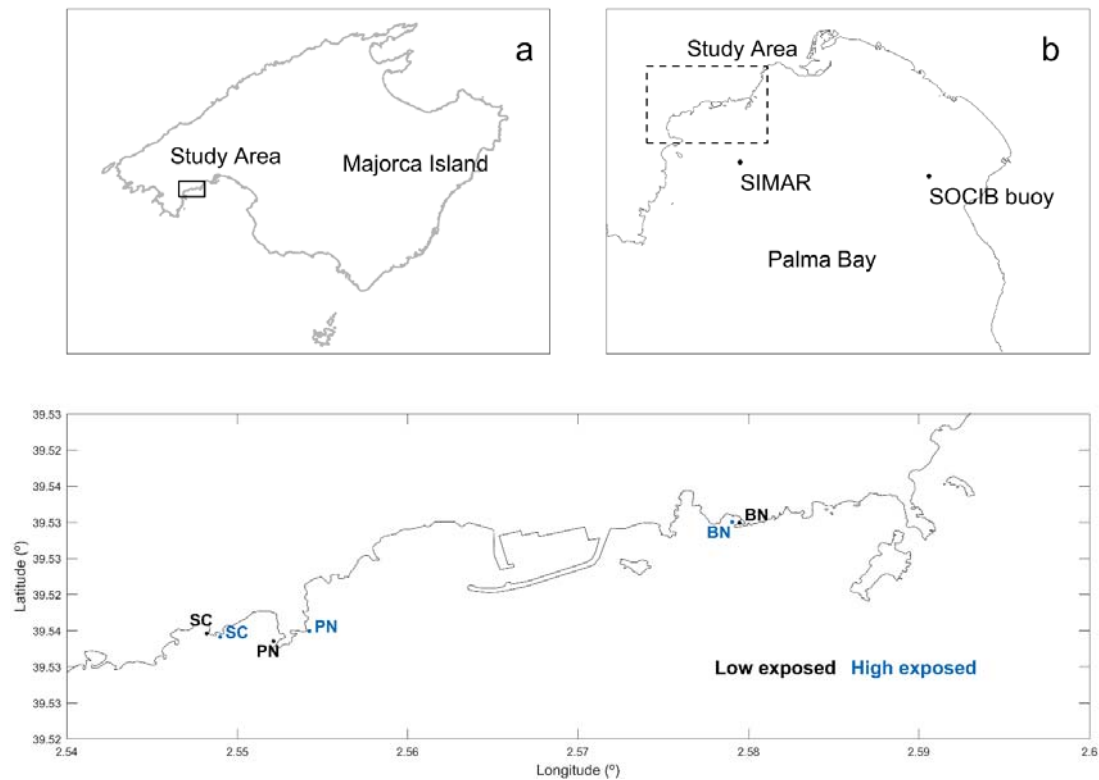 a
Study Area
Majorca Island
b
Study Area
SIMAR
SOCIB buoy
Palma Bay
39.53
39.52
39.54
39.53
39.53
39.52
39.54
39.53
39.52
Latitude (º)
BN
BN
SC
SC
PN
PN
Low exposed High exposed
2.54 2.55 2.56 2.57 2.58 2.59 2.6
Longitude (º)